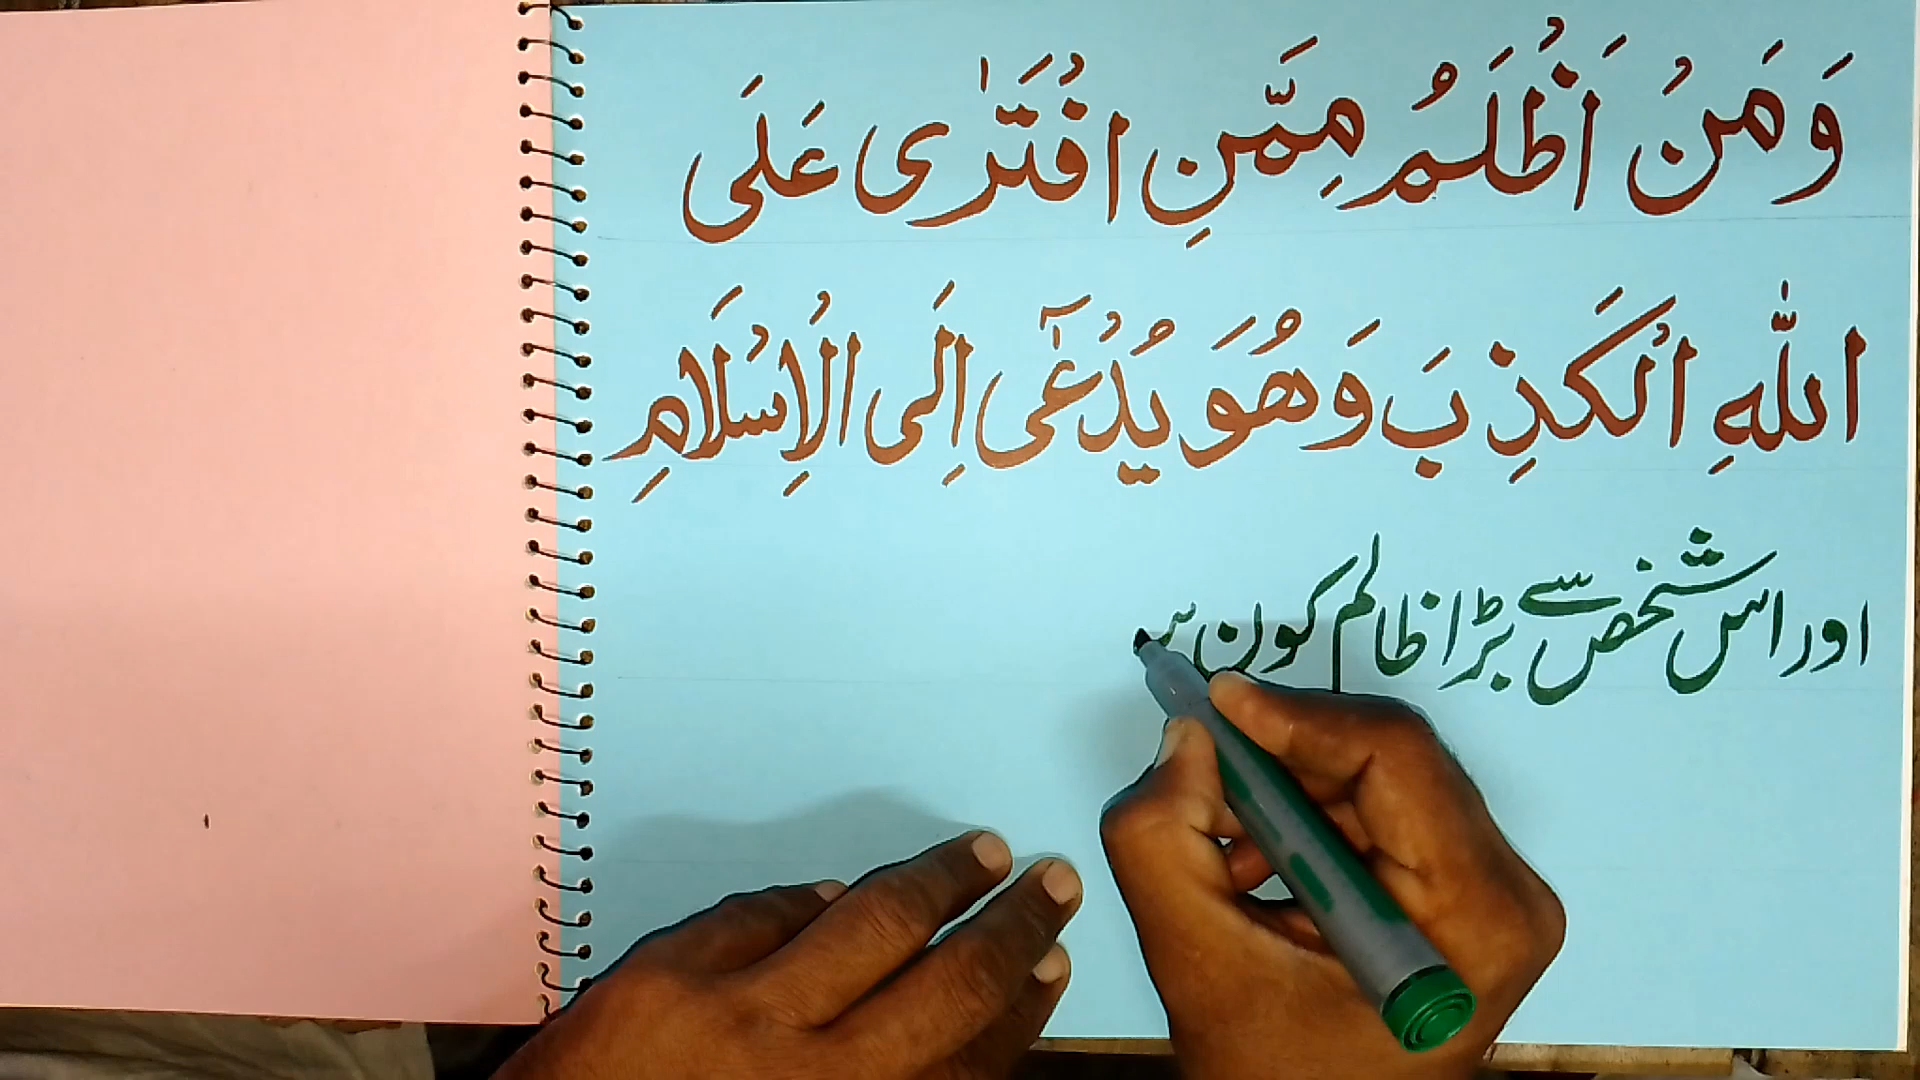 وَمَنْ اَظْلَمُ مِمَّنِ افْتَرٰى عَلَى
اللّٰهِ الْكَذِبَ وَهُوَ يُدْعٰٓى اِلَى الْاِسْلَامِ
اور اس شخص سے بڑا ظالم کون